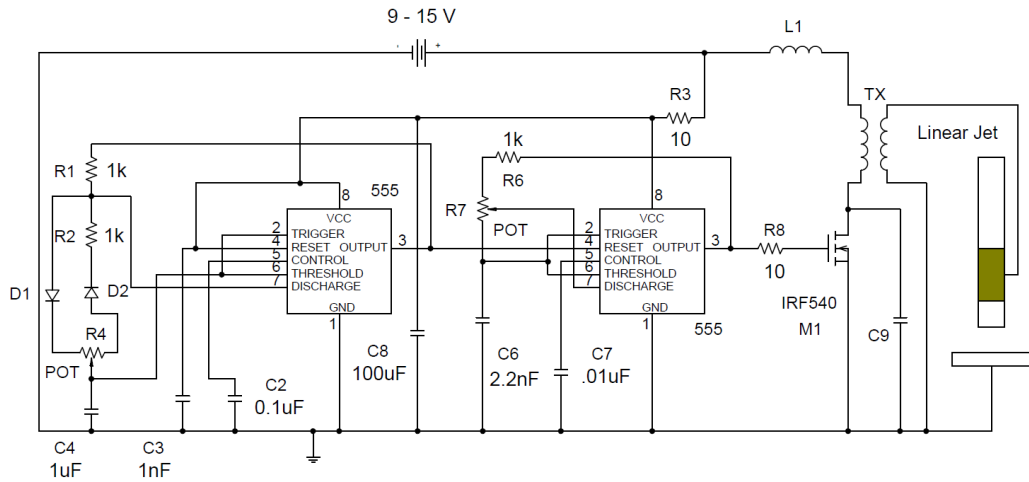 9 - 15 V
- +
L1
R3
10
TX
Linear Jet
R1
1k
R2
1k
D1
D2
R4
POT
555
8
VCC
2 TRIGGER
4 RESET OUTPUT 3
5 CONTROL
6 THRESHOLD
7 DISCHARGE
GND
1
1k
R6
R7
POT
8
VCC
2 TRIGGER
4 RESET OUTPUT 3
5 CONTROL
6 THRESHOLD
7 DISCHARGE
GND
1
555
R8
10
IRF540
M1
C9
C8
100uF
C2
0.1uF
C6
2.2nF
C7
.01uF
C4
1uF
C3
1nF